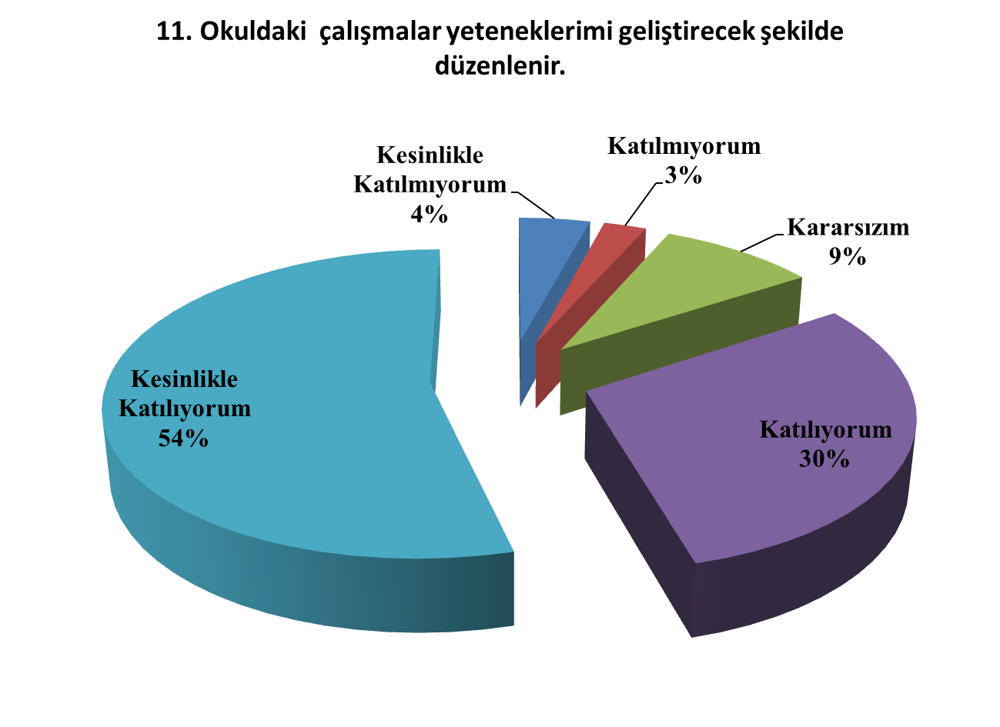 11. Okuldaki  çalışmalar yeteneklerimi geliştirecek şekilde
düzenlenir.
Kesinlikle
Katılmıyorum
4%
Katılmıyorum
3%
Kararsızım
9%
Katılıyorum
30%
Kesinlikle
Katılıyorum
54%